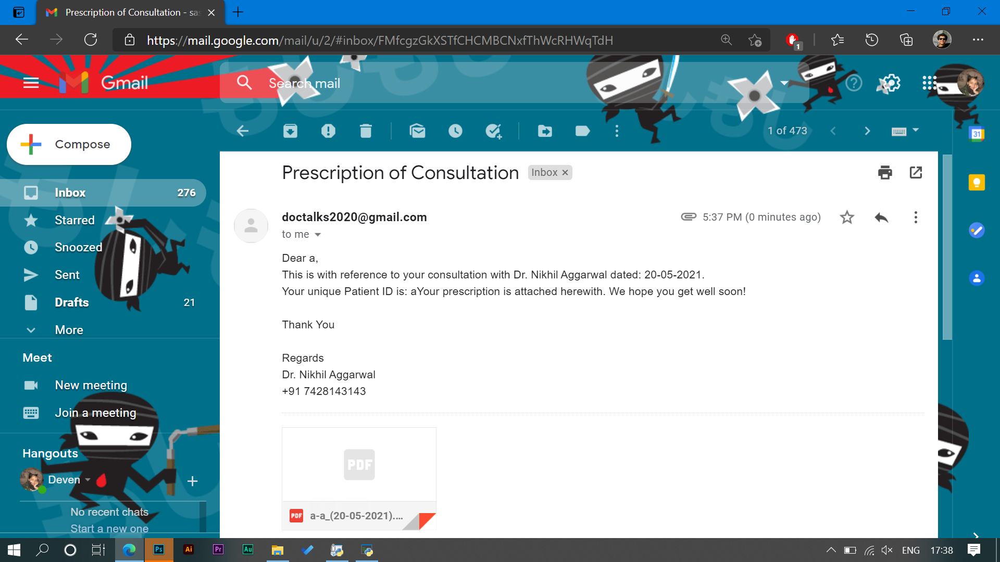 Prescription of Consultation - sas
https://mail.google.com/mail/u/2/#inbox/FMfcgzGkXSTfCHCMBCNxfThWcRHWqTdH
1
Gmail
Search mail
1 of 473
31
Compose
Inbox 276
Starred
Snoozed
Sent
Drafts 21
More
Meet
New meeting
Join a meeting
Hangouts
Deven
No recent chats
Start a new one
Prescription of Consultation Inbox ×
doctalks2020@gmail.com 5:37 PM (0 minutes ago)
to me
Dear a,
This is with reference to your consultation with Dr. Nikhil Aggarwal dated: 20-05-2021.
Your unique Patient ID is: aYour prescription is attached herewith. We hope you get well soon!
Thank You
Regards
Dr. Nikhil Aggarwal
+91 7428143143
PDF
PDF a-a_(20-05-2021)....
Ps Ai Pr Au ENG 17:38